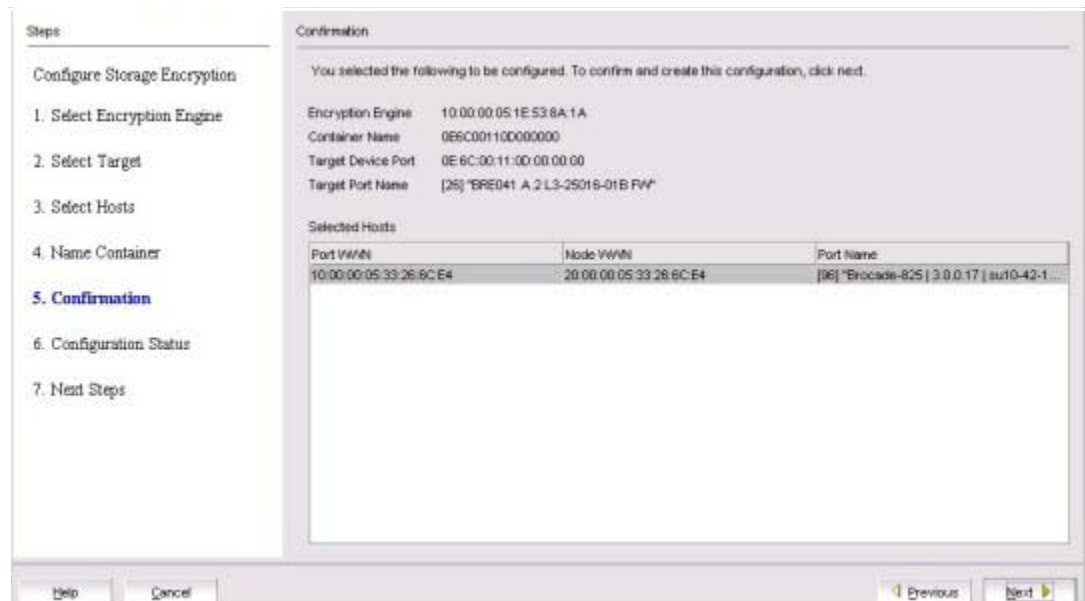 Steps
Configure Storage Encryption
1. Select Encryption Engine
2. Select Target
3. Select Hosts
4. Name Container
5. Confirmation
6. Configuration Status
7. Next Steps
Confirmation
You selected the following to be configured. To confirm and create this configuration, click next.
Encryption Engine 10:00:00:05:1E:53:8A:1A
Container Name 0E6C00110D000000
Target Device Port 0E:6C:00:11:0D:00:00:00
Target Port Name [26] "BRE041 A.2 L3-25016-01B FW"
Selected Hosts
Port WWN Node WWN Port Name
10:00:00:05:33:26:6C:E4 20:00:00:05:33:26:6C:E4 [96] "Brocade-825 | 3.0.0.17 | su10-42-1...
Help Cancel Previous Next